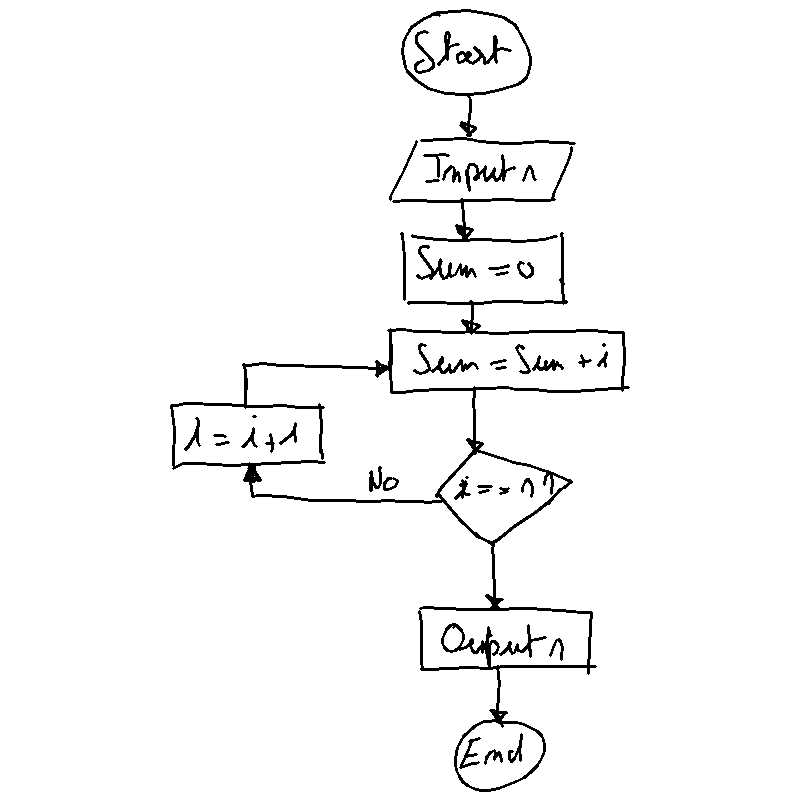 Start
Input n
Sum = 0
Sum = Sum + i
i = i + 1
No
i == n ?
Ouput n
End